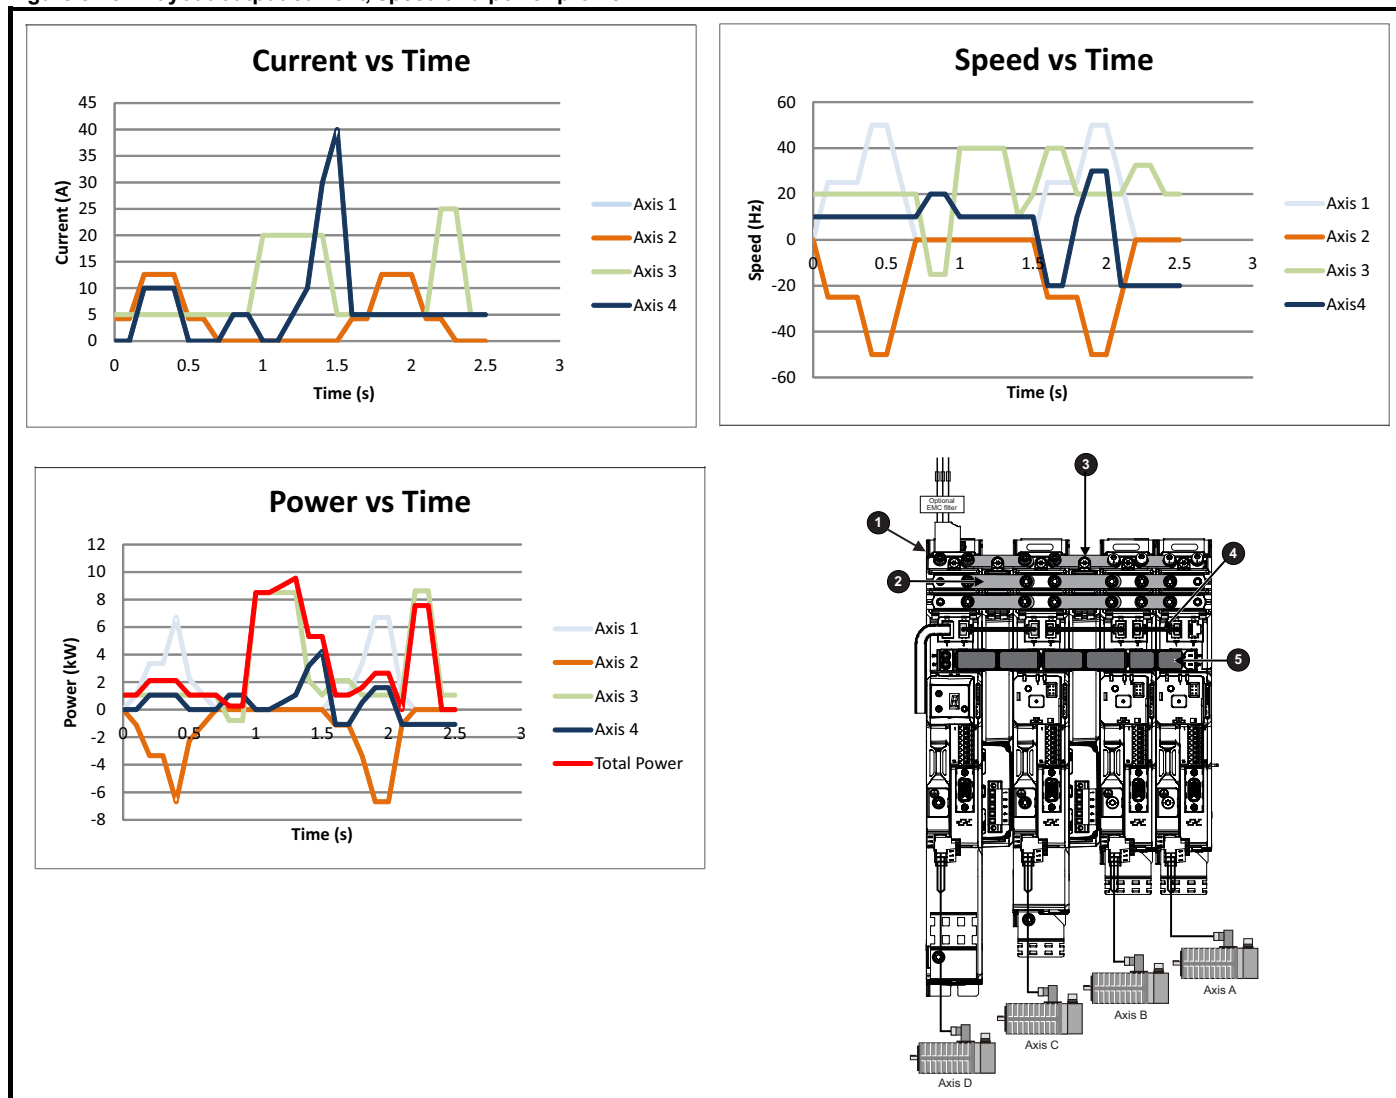 Current vs Time
45
40
35
30
25
20
15
10
5
0
Current (A)
0 0.5 1 1.5 2 2.5 3
Time (s)
Axis 1
Axis 2
Axis 3
Axis 4
Speed vs Time
60
40
20
0
-20
-40
-60
Speed (Hz)
0 0.5 1 1.5 2 2.5 3
Time (s)
Axis 1
Axis 2
Axis 3
Axis4
Power vs Time
12
10
8
6
4
2
0
-2
-4
-6
-8
Power (kW)
0 0.5 1 1.5 2 2.5 3
Time (s)
Axis 1
Axis 2
Axis 3
Axis 4
Total Power
Optional
EMC filter
1
2
3
4
5
Axis A
Axis B
Axis C
Axis D